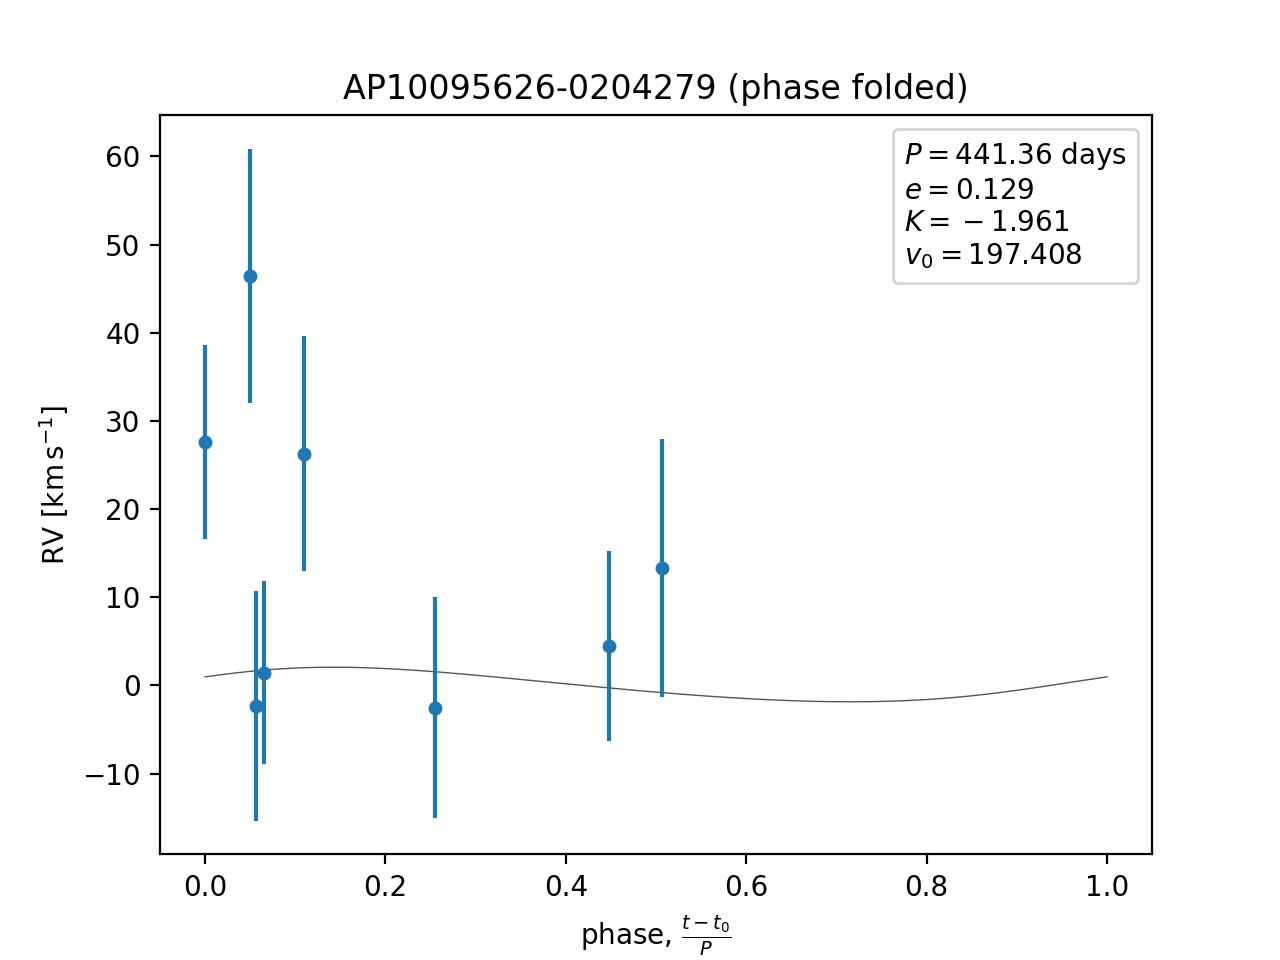 AP10095626-0204279 (phase folded)
P = 441.36 days
e = 0.129
K = −1.961
v₀ = 197.408
60
50
40
30
20
10
0
−10
RV [km s⁻¹]
0.0 0.2 0.4 0.6 0.8 1.0
phase, (t − t₀)/P